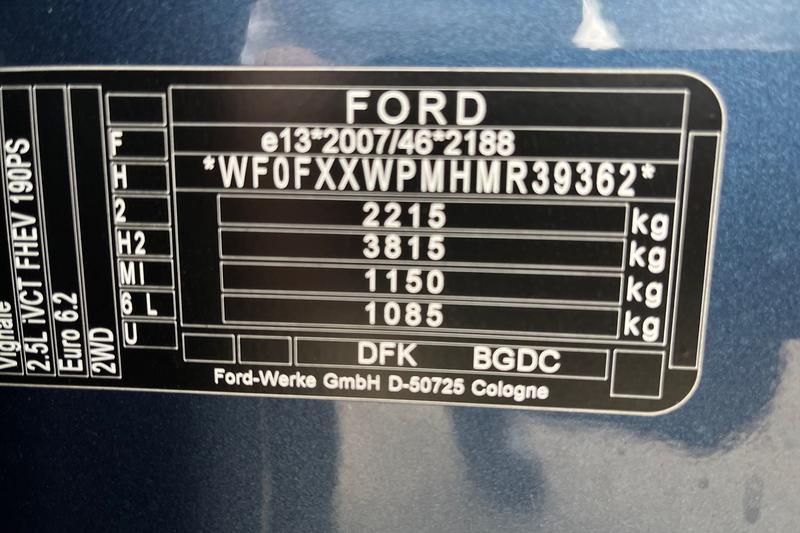 FORD
e13*2007/46*2188
*WF0FXXWPMHMR39362*
2215 kg
3815 kg
1150 kg
1085 kg
DFK BGDC
Ford-Werke GmbH D-50725 Cologne
F
H
2
H2
MI
6 L
U
Vignale
2.5L iVCT FHEV 190PS
Euro 6.2
2WD